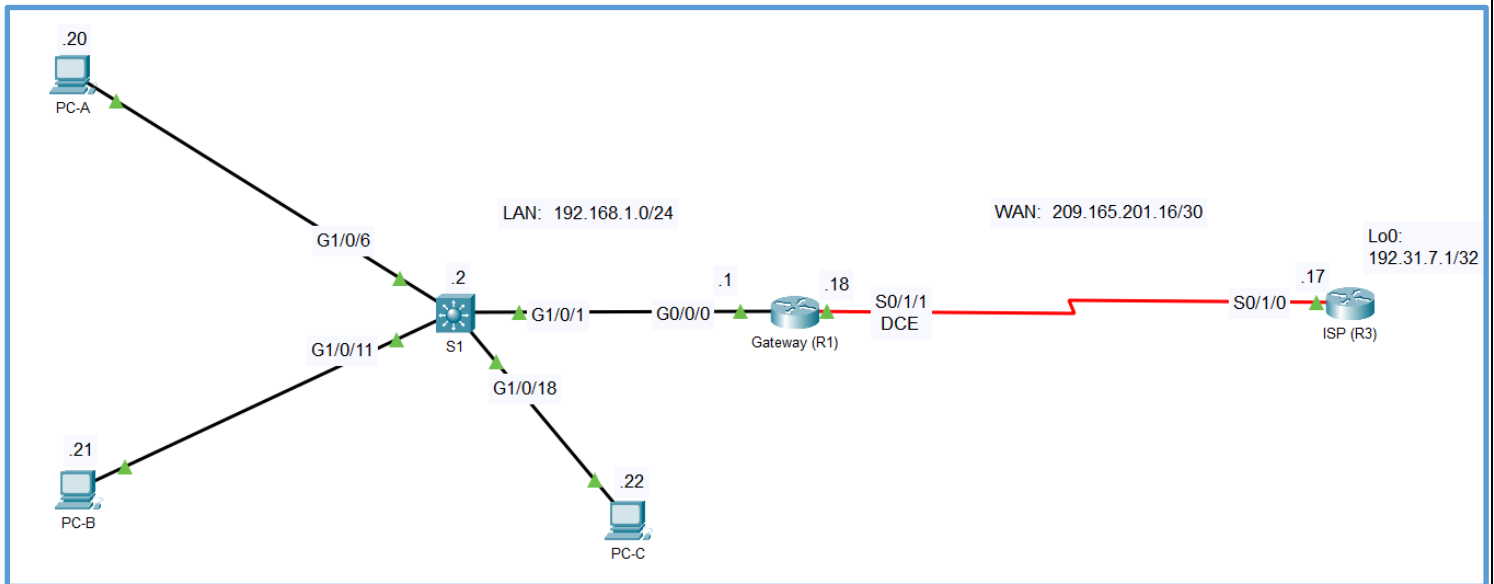 .20
PC-A
G1/0/6
LAN: 192.168.1.0/24
WAN: 209.165.201.16/30
Lo0:
192.31.7.1/32
.2
S1
G1/0/1
G0/0/0
.1
Gateway (R1)
.18
S0/1/1
DCE
S0/1/0
.17
ISP (R3)
G1/0/11
G1/0/18
.21
PC-B
.22
PC-C